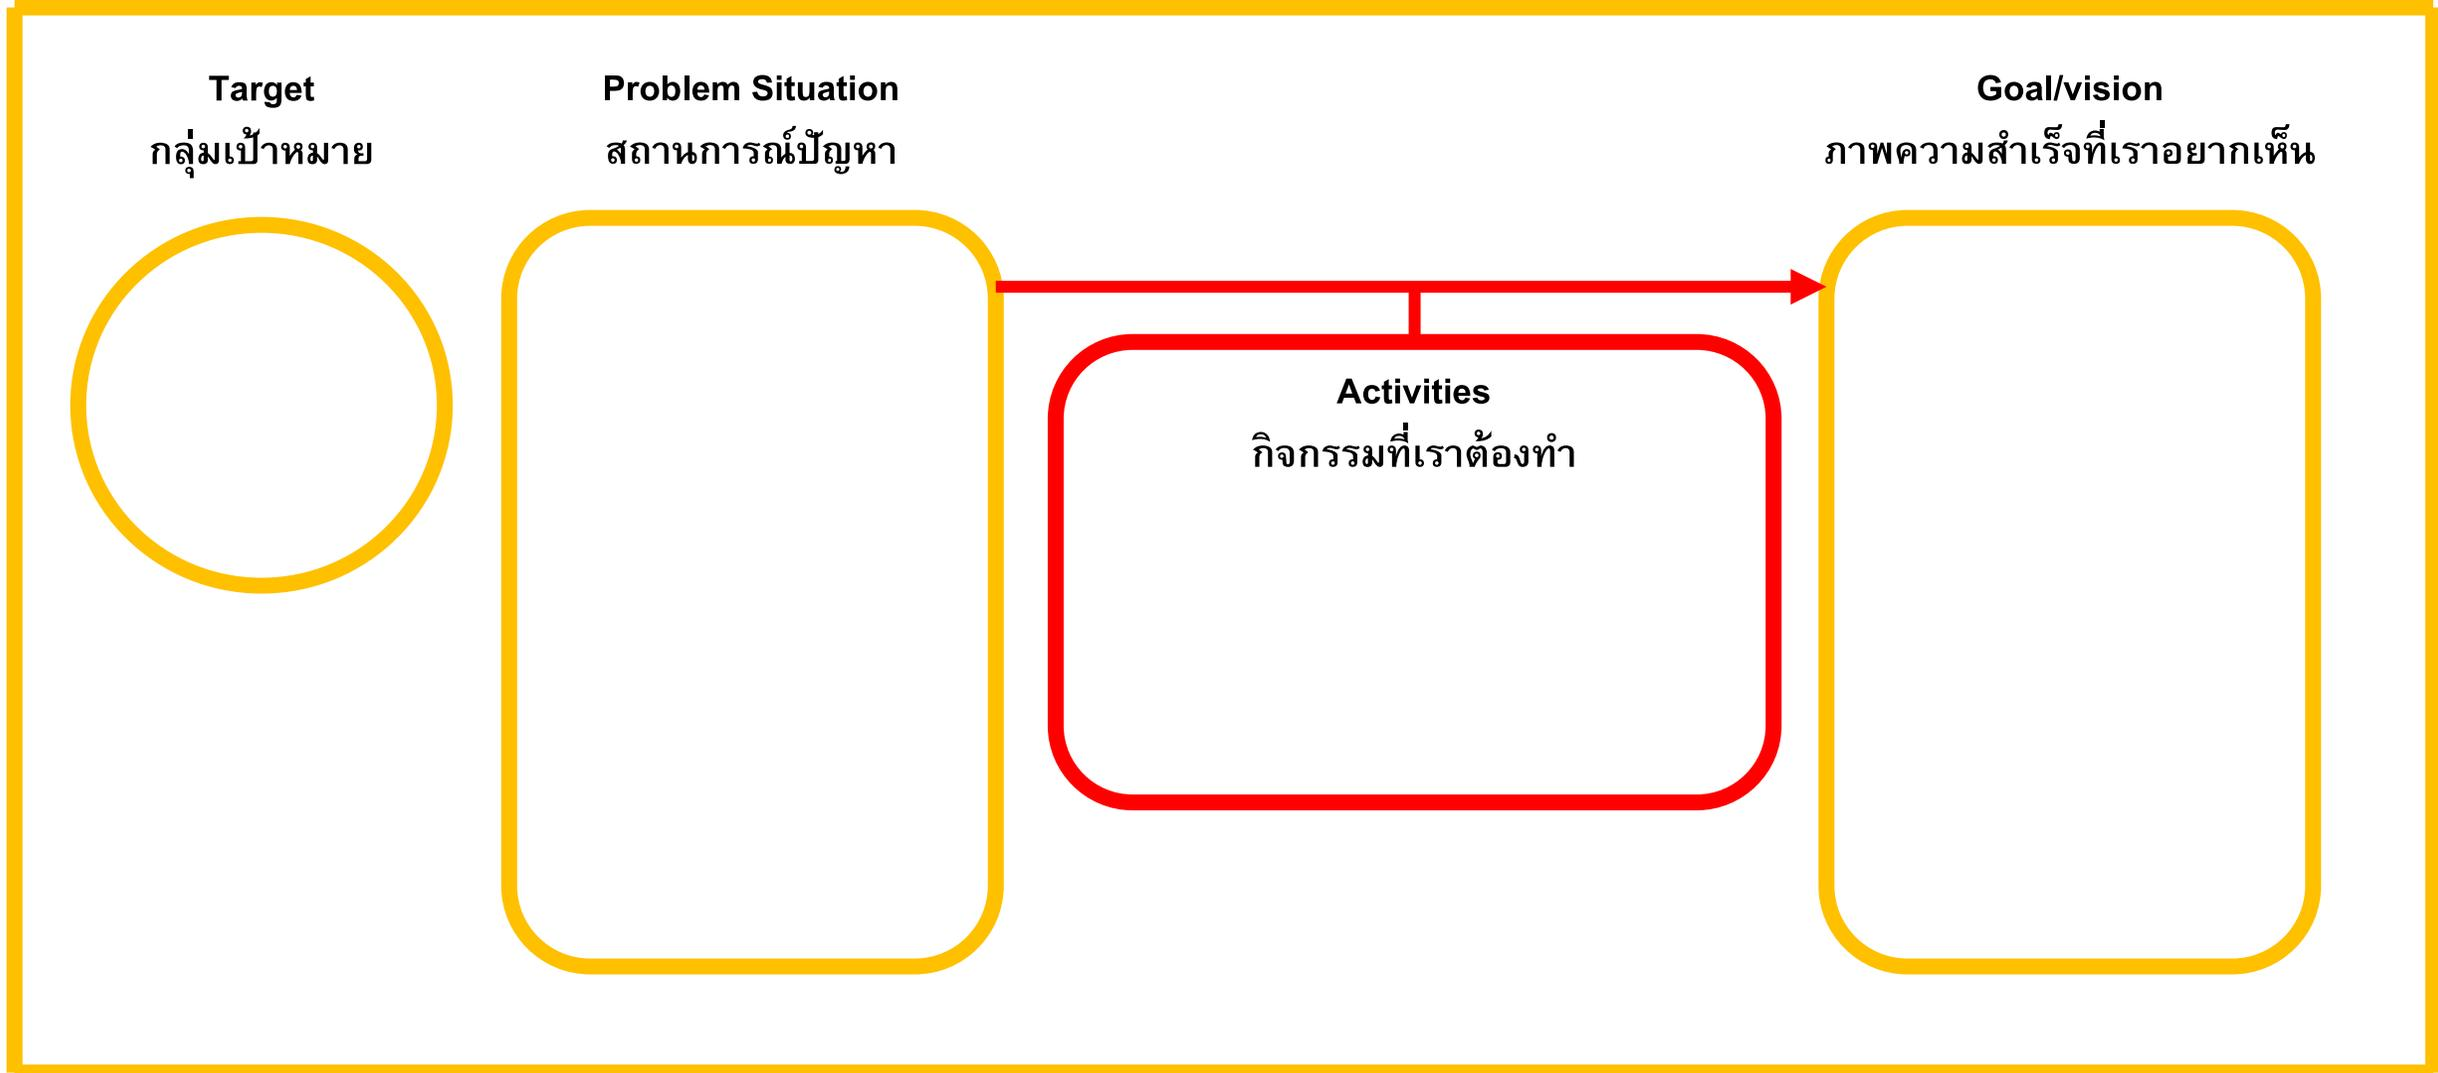 Target
กลุ่มเป้าหมาย
Problem Situation
สถานการณ์ปัญหา
Goal/vision
ภาพความสำเร็จที่เราอยากเห็น
Activities
กิจกรรมที่เราต้องทำ